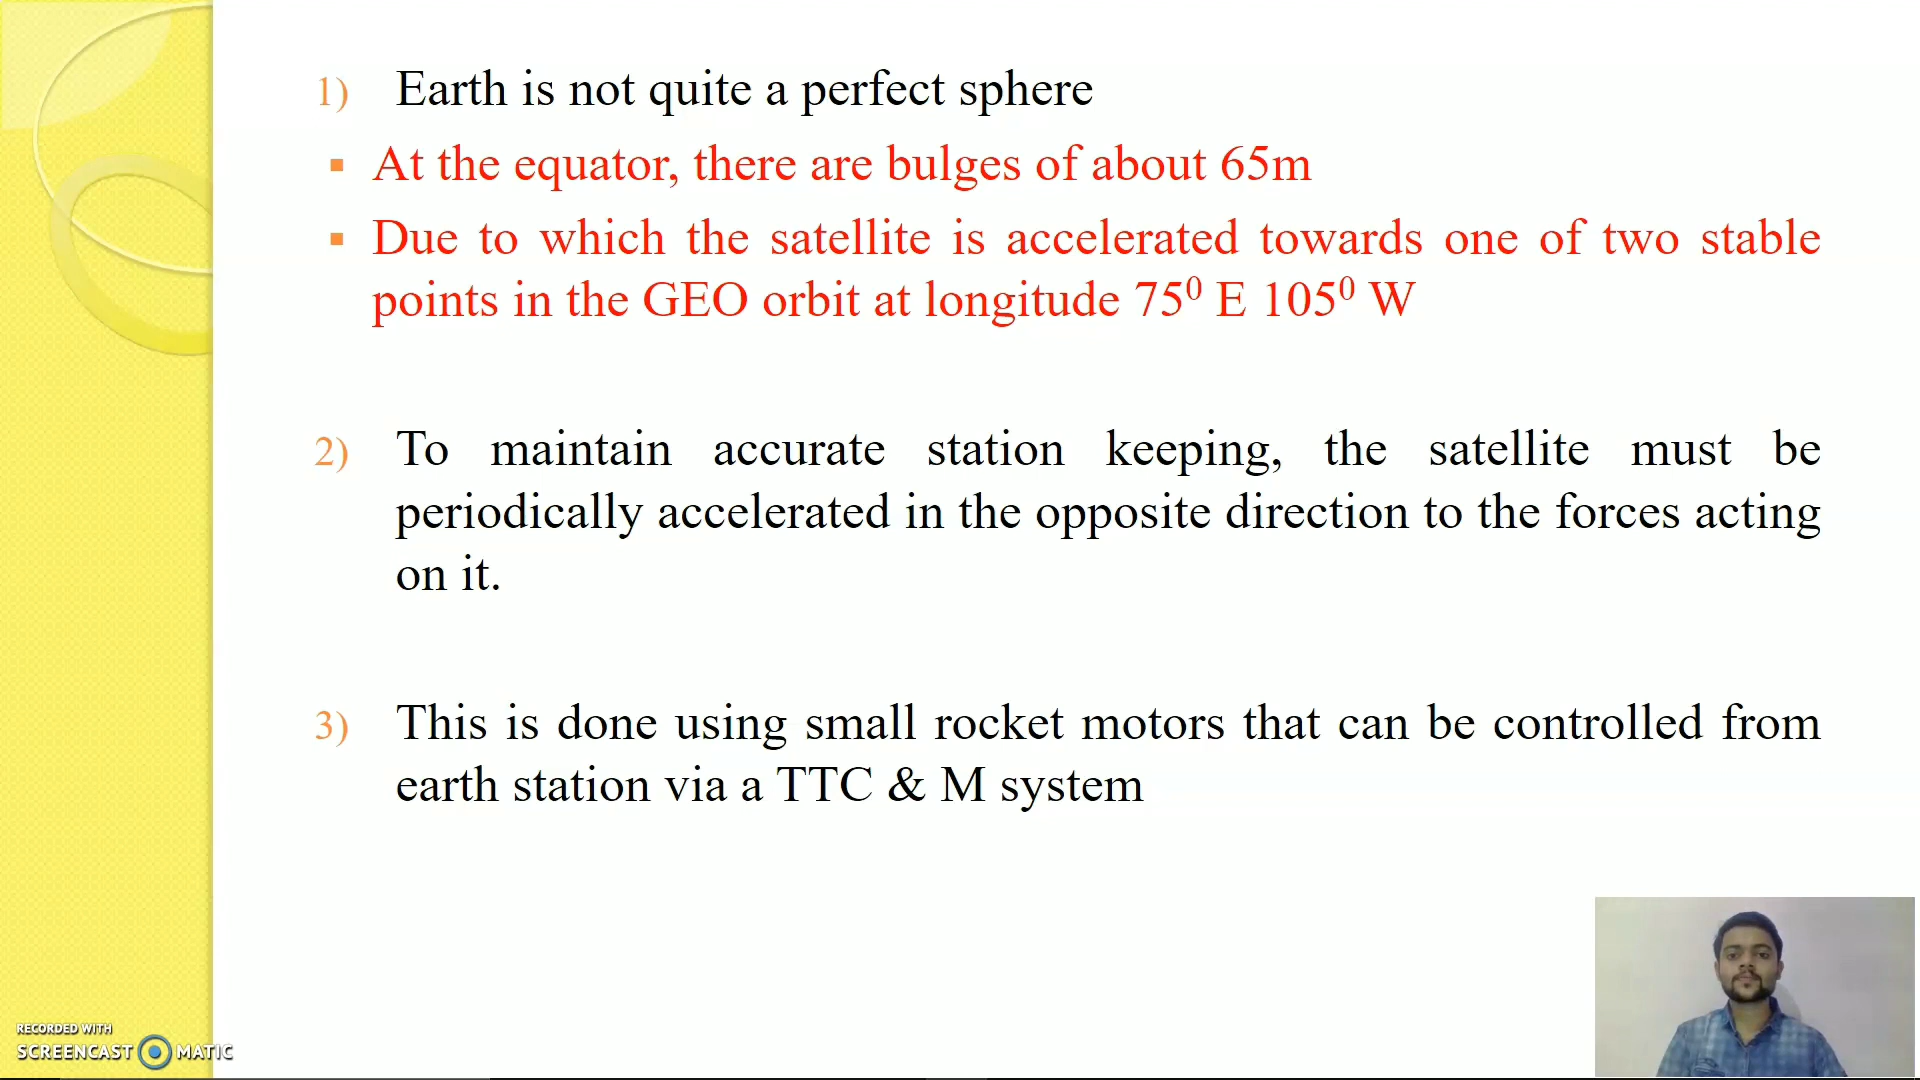 1) Earth is not quite a perfect sphere
▪ At the equator, there are bulges of about 65m
▪ Due to which the satellite is accelerated towards one of two stable
points in the GEO orbit at longitude 75⁰ E 105⁰ W
2) To maintain accurate station keeping, the satellite must be
periodically accelerated in the opposite direction to the forces acting
on it.
3) This is done using small rocket motors that can be controlled from
earth station via a TTC & M system
RECORDED WITH
SCREENCAST MATIC